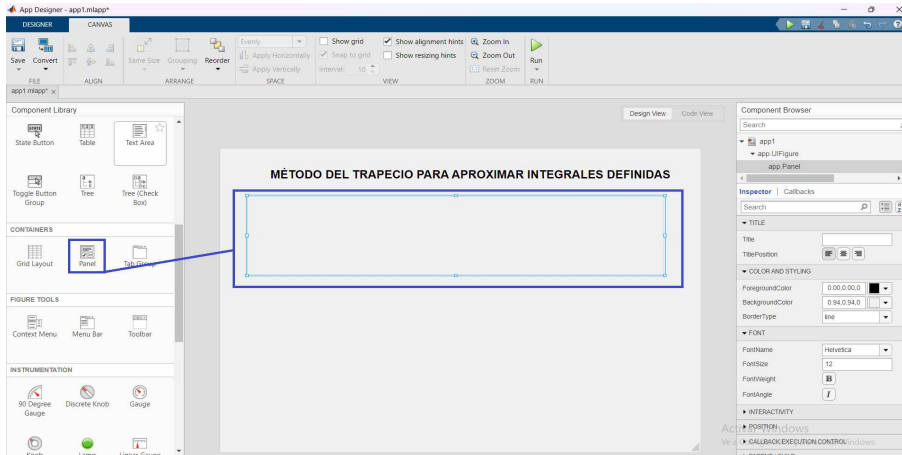 App Designer - app1.mlapp*
DESIGNER CANVAS
Save Convert Same Size Grouping Reorder
Evenly
Apply Horizontally
Apply Vertically
Show grid
Snap to grid
Interval: 10
Show alignment hints
Show resizing hints
Zoom In
Zoom Out
Reset Zoom
Run
FILE ALIGN ARRANGE SPACE VIEW ZOOM RUN
app1.mlapp* ×
Component Library
State Button Table Text Area
Toggle Button Group Tree Tree (Check Box)
CONTAINERS
Grid Layout Panel Tab Group
FIGURE TOOLS
Context Menu Menu Bar Toolbar
INSTRUMENTATION
90 Degree Gauge Discrete Knob Gauge
Knob Lamp Linear Gauge
Design View Code View
MÉTODO DEL TRAPECIO PARA APROXIMAR INTEGRALES DEFINIDAS
Component Browser
Search
app1
app.UIFigure
app.Panel
Inspector | Callbacks
Search
TITLE
Title
TitlePosition
COLOR AND STYLING
ForegroundColor 0.00,0.00,0
BackgroundColor 0.94,0.94,0
BorderType line
FONT
FontName Helvetica
FontSize 12
FontWeight B
FontAngle I
INTERACTIVITY
POSITION
CALLBACK EXECUTION CONTROL